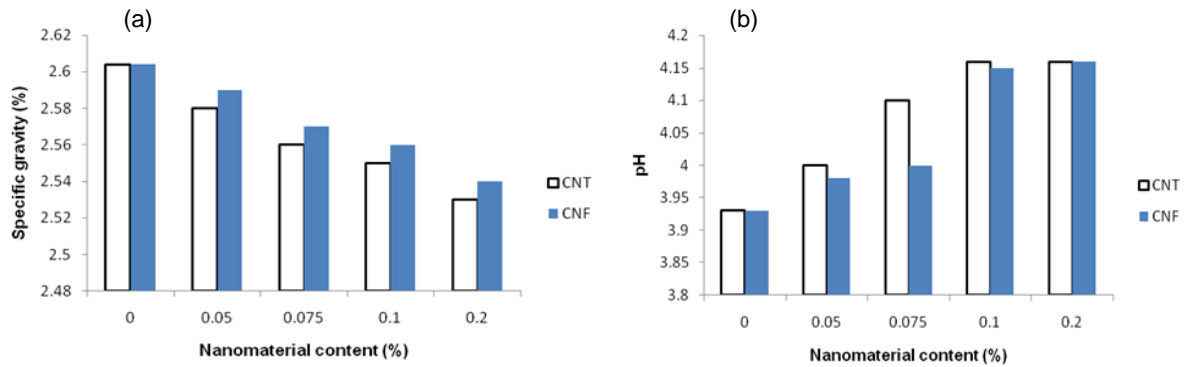 (a)
2.62
2.6
2.58
2.56
2.54
2.52
2.5
2.48
Specific gravity (%)
0 0.05 0.075 0.1 0.2
Nanomaterial content (%)
CNT
CNF
(b)
4.2
4.15
4.1
4.05
4
3.95
3.9
3.85
3.8
pH
0 0.05 0.075 0.1 0.2
Nanomaterial content (%)
CNT
CNF